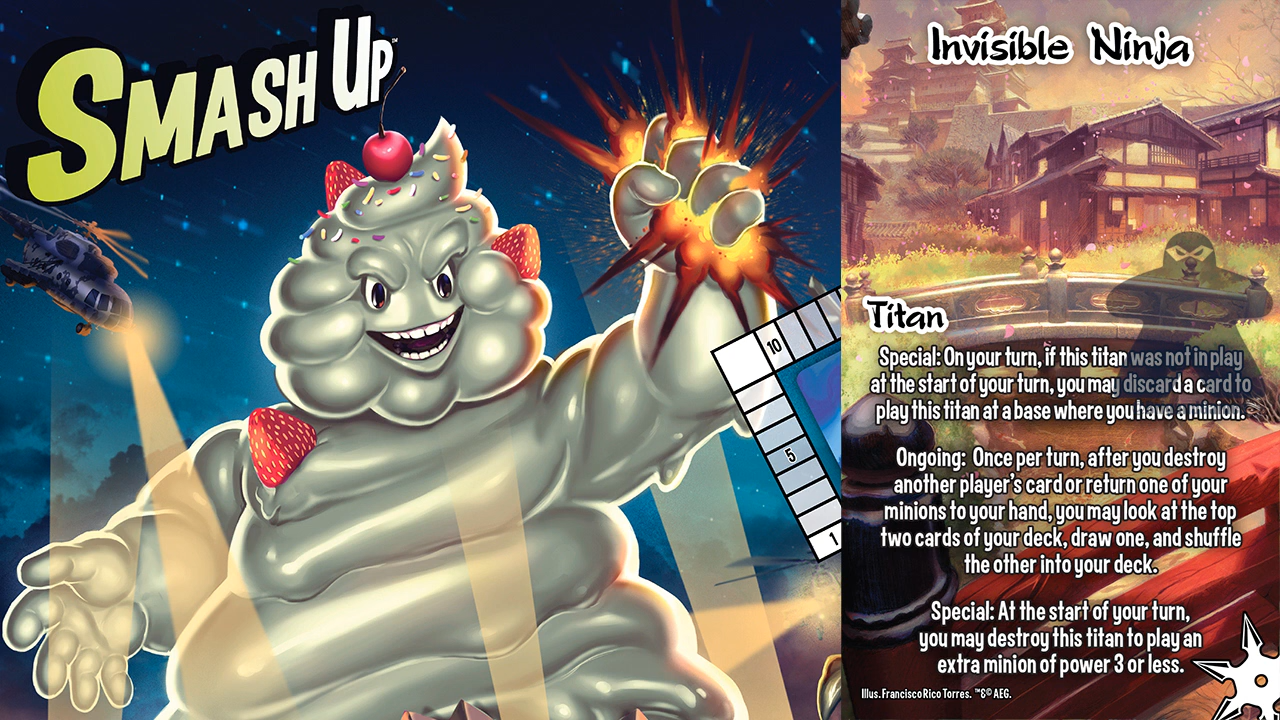 SMASH UP™
10
5
1
Invisible Ninja
Titan
Special: On your turn, if this titan was not in play
at the start of your turn, you may discard a card to
play this titan at a base where you have a minion.
Ongoing: Once per turn, after you destroy
another player's card or return one of your
minions to your hand, you may look at the top
two cards of your deck, draw one, and shuffle
the other into your deck.
Special: At the start of your turn,
you may destroy this titan to play an
extra minion of power 3 or less.
Illus. Francisco Rico Torres. ™&© AEG.